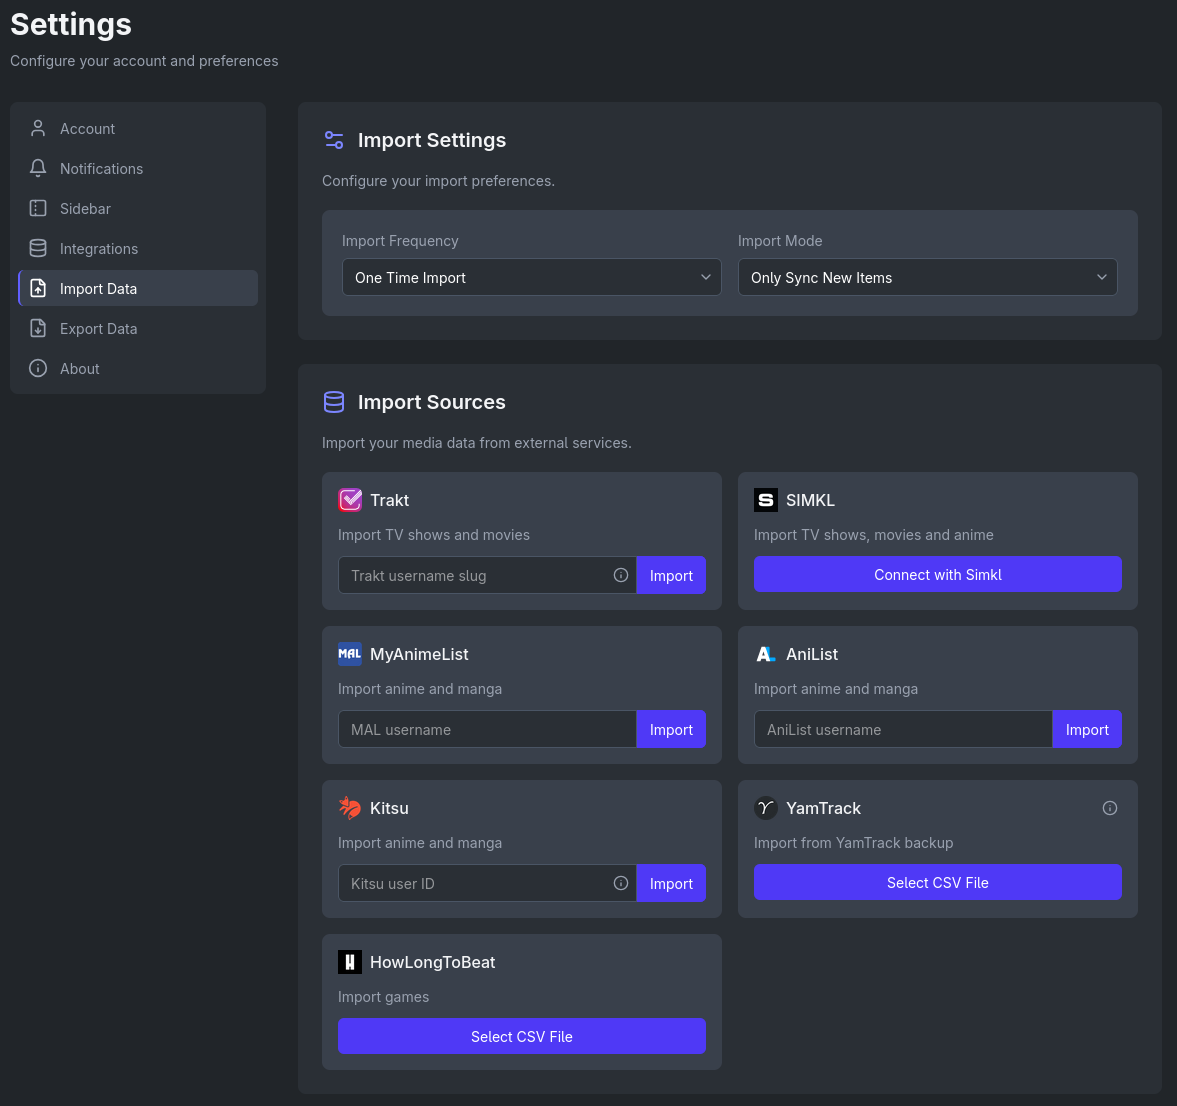 Settings
Configure your account and preferences
Account
Notifications
Sidebar
Integrations
Import Data
Export Data
About
Import Settings
Configure your import preferences.
Import Frequency
One Time Import
Import Mode
Only Sync New Items
Import Sources
Import your media data from external services.
Trakt
Import TV shows and movies
Trakt username slug
Import
SIMKL
Import TV shows, movies and anime
Connect with Simkl
MAL
MyAnimeList
Import anime and manga
MAL username
Import
AniList
Import anime and manga
AniList username
Import
Kitsu
Import anime and manga
Kitsu user ID
Import
YamTrack
Import from YamTrack backup
Select CSV File
HowLongToBeat
Import games
Select CSV File